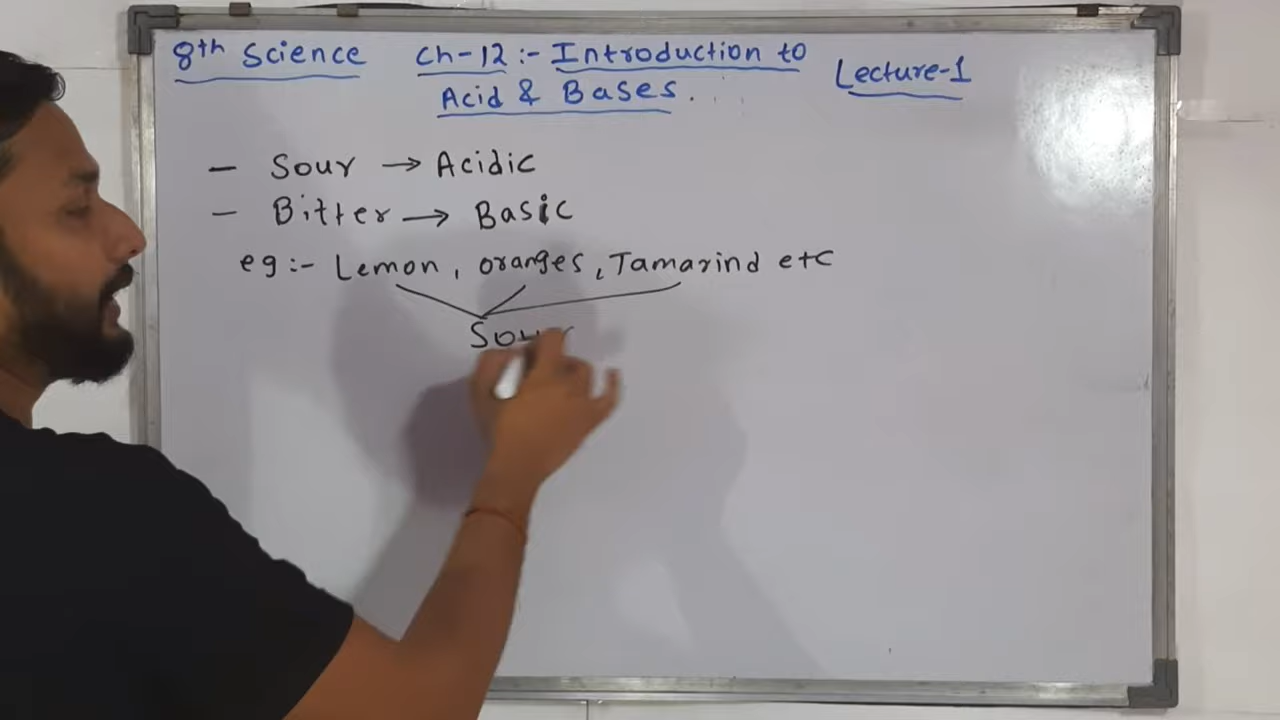 8th Science Ch-12:- Introduction to Acid & Bases. Lecture-1
- Sour → Acidic
- Bitter → Basic
eg:- Lemon, oranges, Tamarind etc
Sour